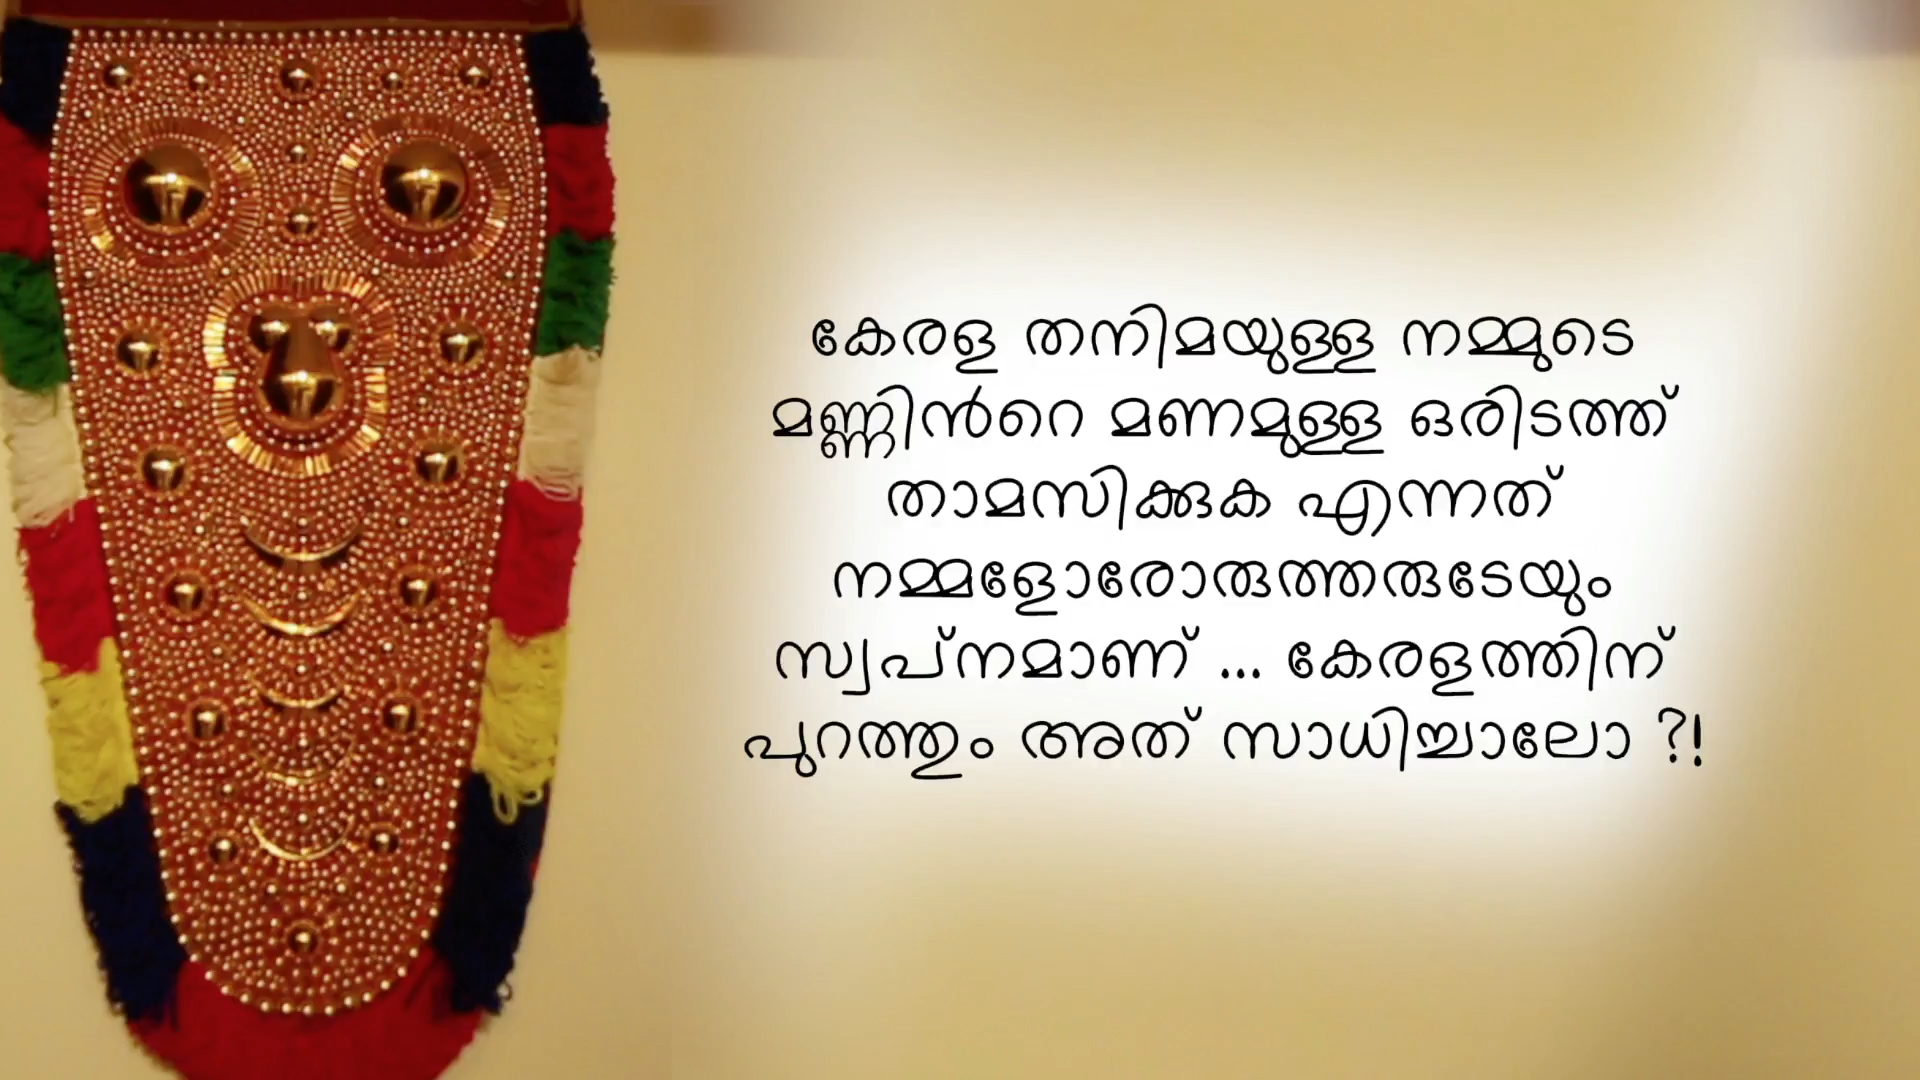 കേരള തനിമയുള്ള നമ്മുടെ
മണ്ണിൻറെ മണമുള്ള ഒരിടത്ത്
താമസിക്കുക എന്നത്
നമ്മളോരോരുത്തരുടേയും
സ്വപ്നമാണ് ... കേരളത്തിന്
പുറത്തും അത് സാധിച്ചാലോ ?!